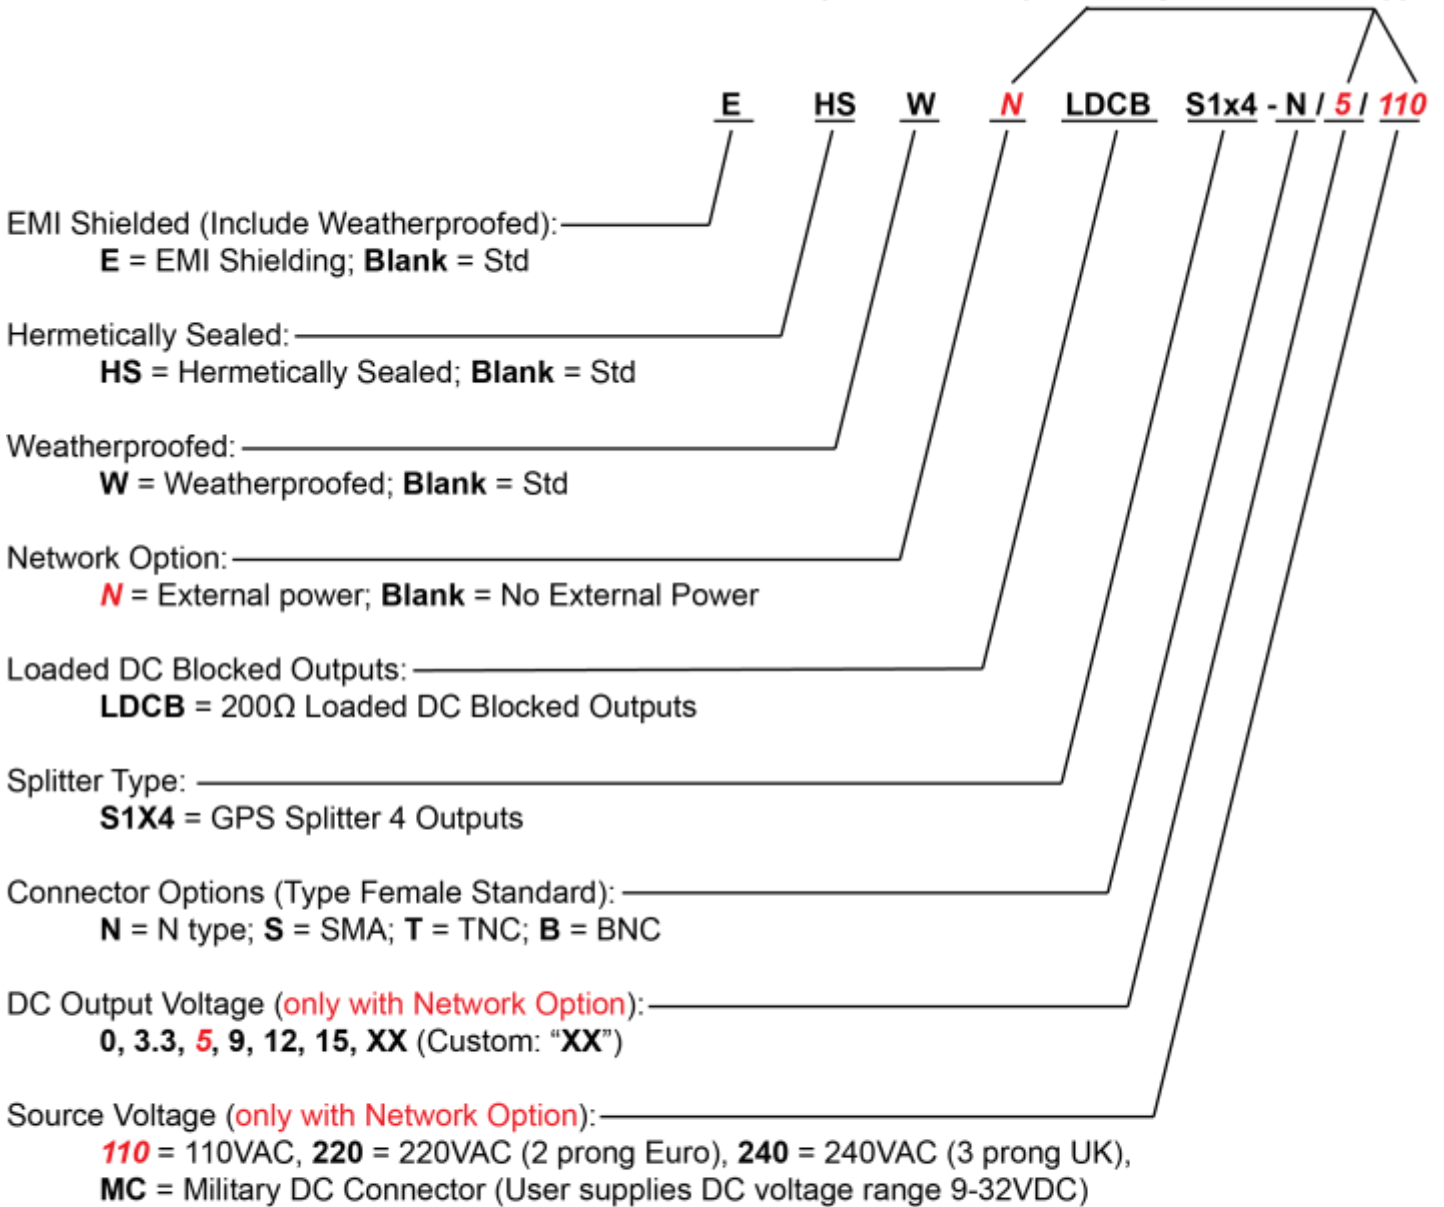 E HS W N LDCB S1x4 - N / 5 / 110
EMI Shielded (Include Weatherproofed):
E = EMI Shielding; Blank = Std
Hermetically Sealed:
HS = Hermetically Sealed; Blank = Std
Weatherproofed:
W = Weatherproofed; Blank = Std
Network Option:
N = External power; Blank = No External Power
Loaded DC Blocked Outputs:
LDCB = 200Ω Loaded DC Blocked Outputs
Splitter Type:
S1X4 = GPS Splitter 4 Outputs
Connector Options (Type Female Standard):
N = N type; S = SMA; T = TNC; B = BNC
DC Output Voltage (only with Network Option):
0, 3.3, 5, 9, 12, 15, XX (Custom: “XX”)
Source Voltage (only with Network Option):
110 = 110VAC, 220 = 220VAC (2 prong Euro), 240 = 240VAC (3 prong UK),
MC = Military DC Connector (User supplies DC voltage range 9-32VDC)